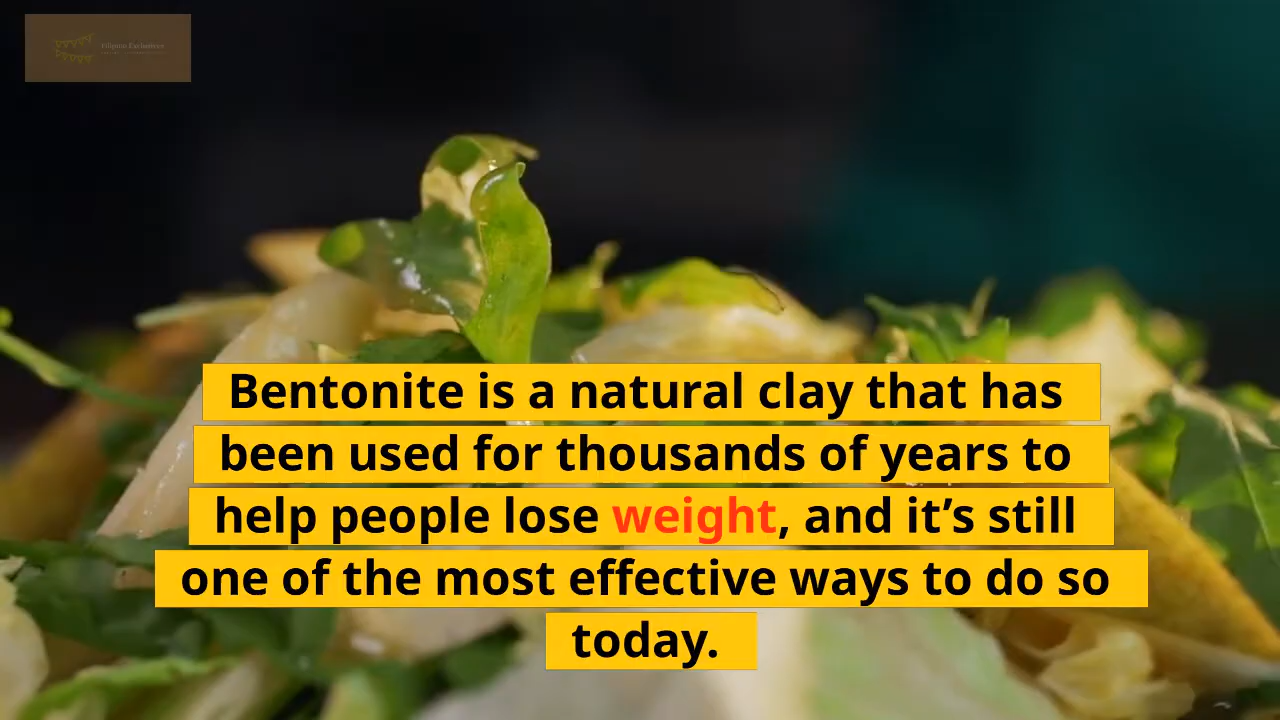 Bentonite is a natural clay that has
been used for thousands of years to
help people lose weight, and it’s still
one of the most effective ways to do so
today.